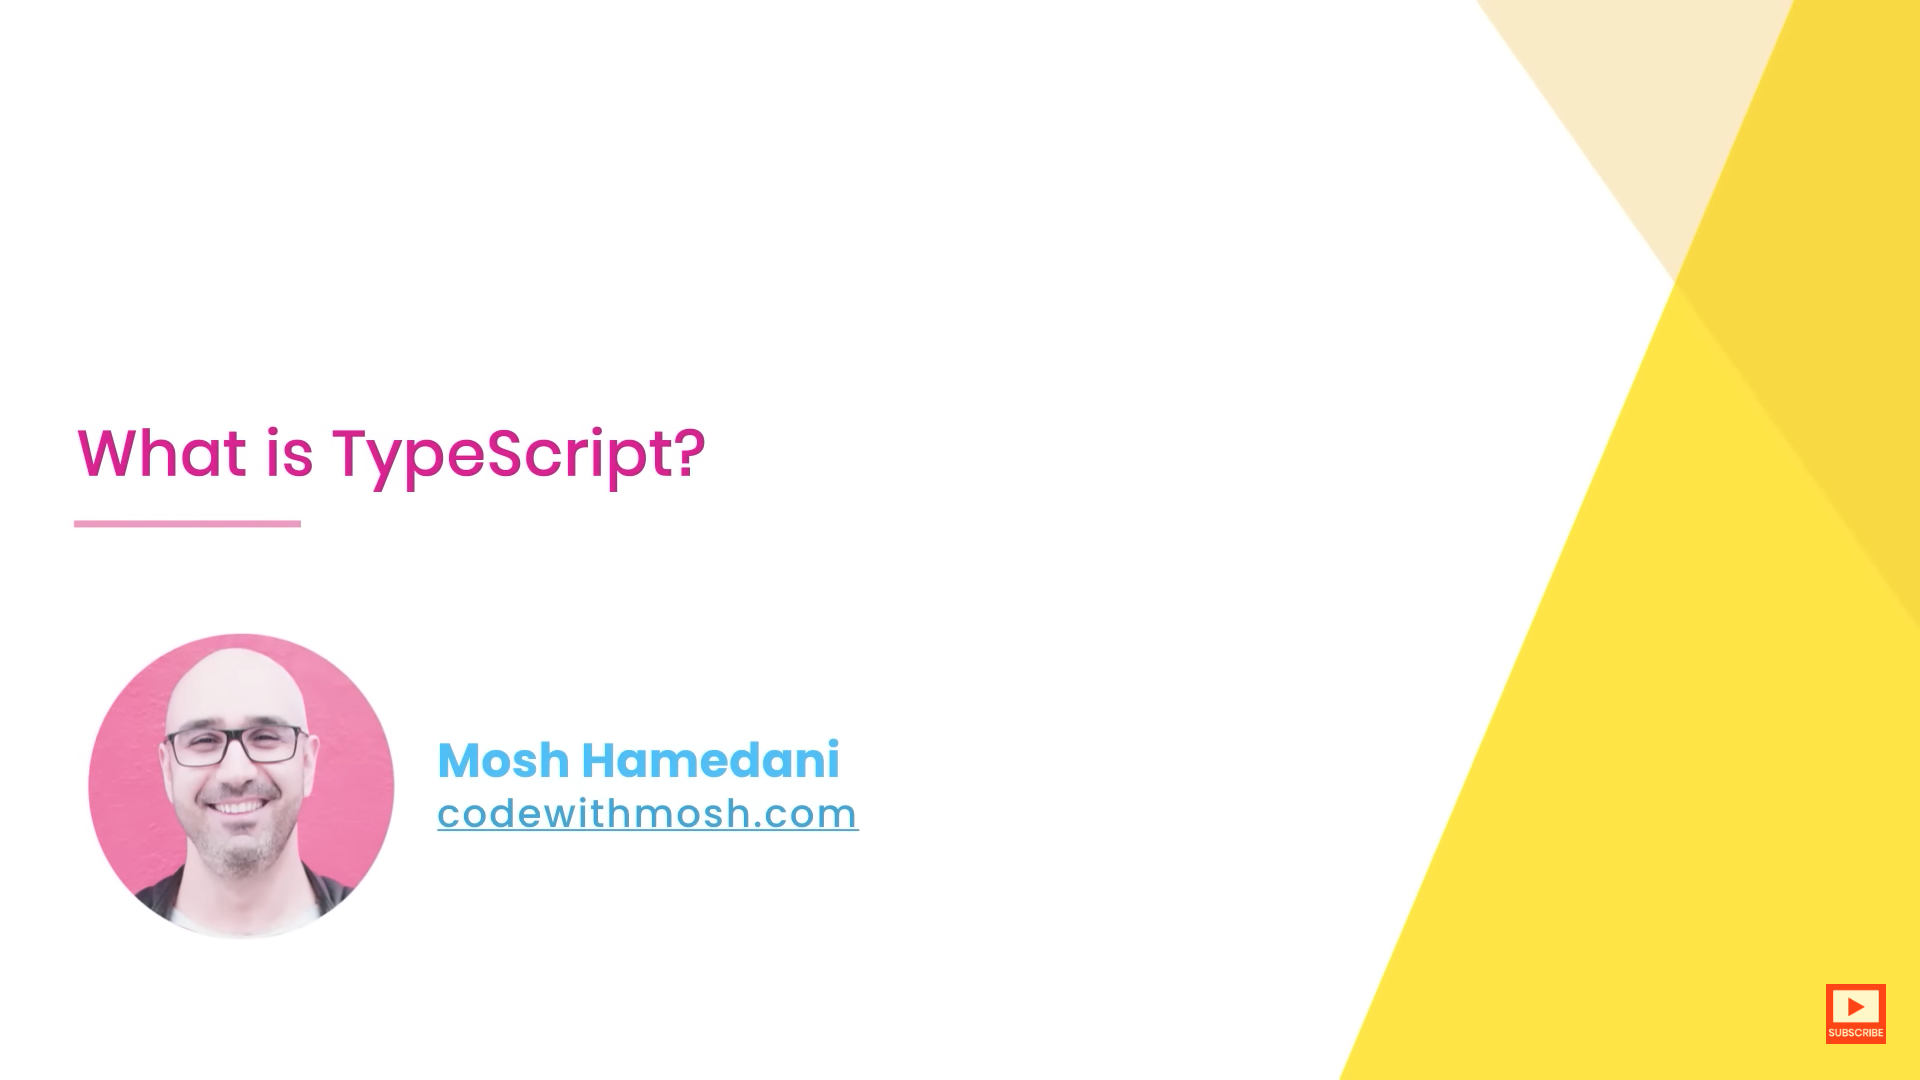 What is TypeScript?
Mosh Hamedani
codewithmosh.com
SUBSCRIBE